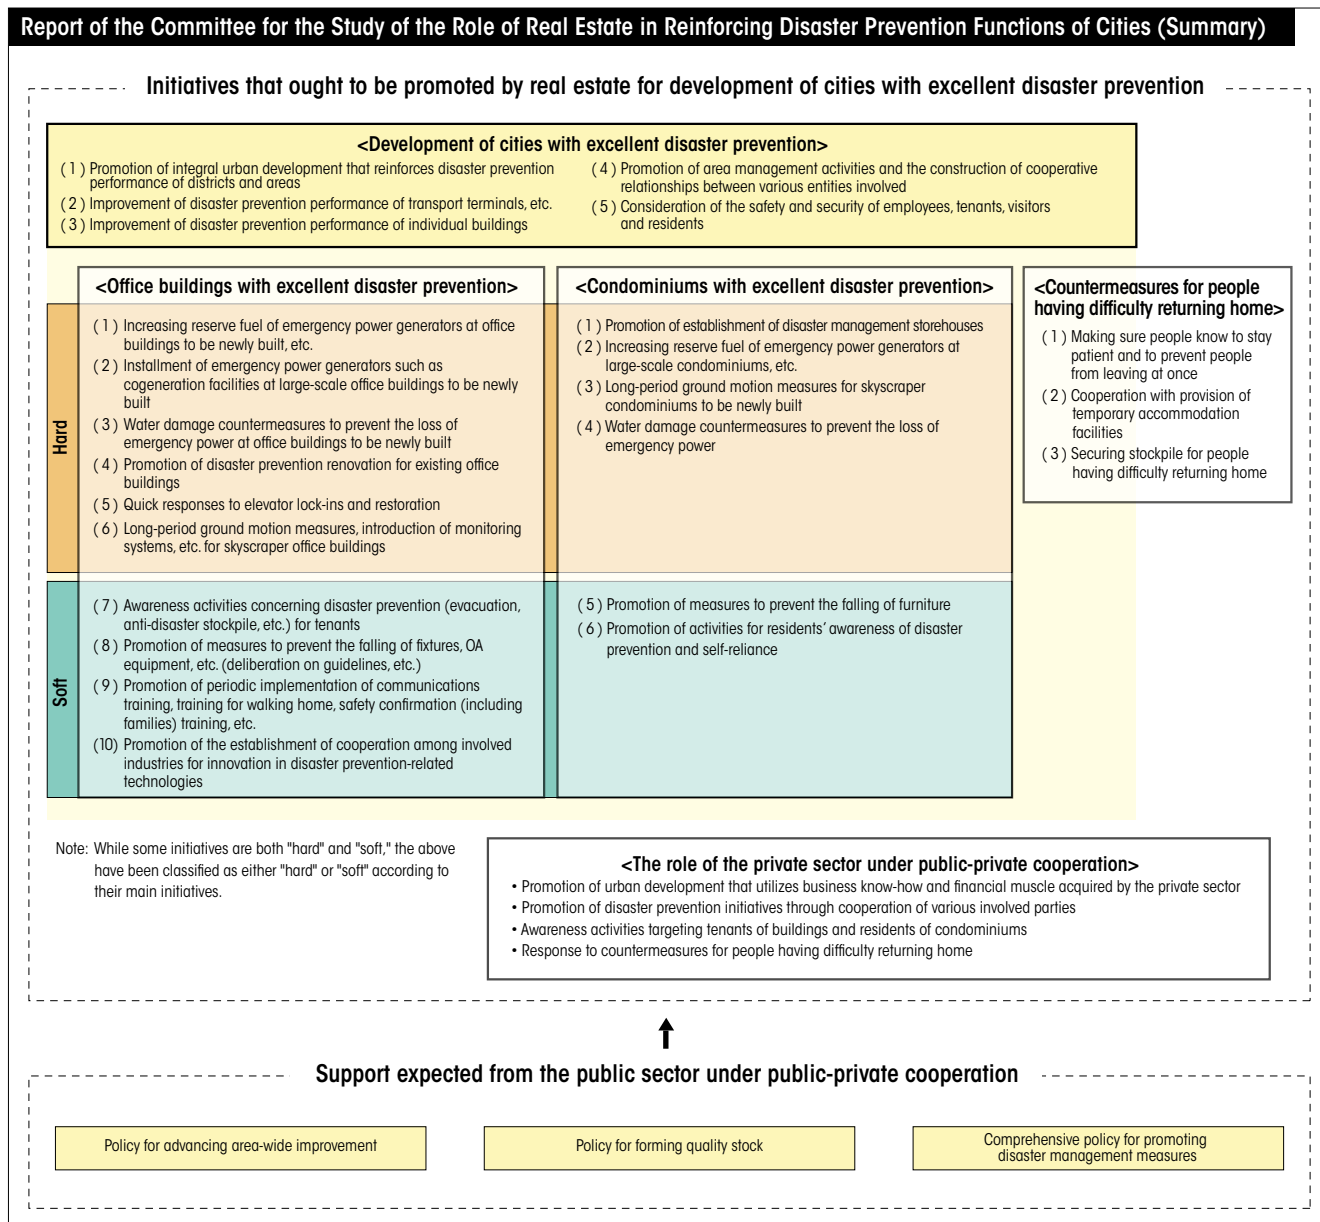 Report of the Committee for the Study of the Role of Real Estate in Reinforcing Disaster Prevention Functions of Cities (Summary)
Initiatives that ought to be promoted by real estate for development of cities with excellent disaster prevention
<Development of cities with excellent disaster prevention>
( 1 ) Promotion of integral urban development that reinforces disaster prevention
performance of districts and areas
( 2 ) Improvement of disaster prevention performance of transport terminals, etc.
( 3 ) Improvement of disaster prevention performance of individual buildings
( 4 ) Promotion of area management activities and the construction of cooperative
relationships between various entities involved
( 5 ) Consideration of the safety and security of employees, tenants, visitors
and residents
Hard
Soft
<Office buildings with excellent disaster prevention>
( 1 ) Increasing reserve fuel of emergency power generators at office
buildings to be newly built, etc.
( 2 ) Installment of emergency power generators such as
cogeneration facilities at large-scale office buildings to be newly
built
( 3 ) Water damage countermeasures to prevent the loss of
emergency power at office buildings to be newly built
( 4 ) Promotion of disaster prevention renovation for existing office
buildings
( 5 ) Quick responses to elevator lock-ins and restoration
( 6 ) Long-period ground motion measures, introduction of monitoring
systems, etc. for skyscraper office buildings
( 7 ) Awareness activities concerning disaster prevention (evacuation,
anti-disaster stockpile, etc.) for tenants
( 8 ) Promotion of measures to prevent the falling of fixtures, OA
equipment, etc. (deliberation on guidelines, etc.)
( 9 ) Promotion of periodic implementation of communications
training, training for walking home, safety confirmation (including
families) training, etc.
(10) Promotion of the establishment of cooperation among involved
industries for innovation in disaster prevention-related
technologies
<Condominiums with excellent disaster prevention>
( 1 ) Promotion of establishment of disaster management storehouses
( 2 ) Increasing reserve fuel of emergency power generators at
large-scale condominiums, etc.
( 3 ) Long-period ground motion measures for skyscraper
condominiums to be newly built
( 4 ) Water damage countermeasures to prevent the loss of
emergency power
( 5 ) Promotion of measures to prevent the falling of furniture
( 6 ) Promotion of activities for residents’ awareness of disaster
prevention and self-reliance
<Countermeasures for people
having difficulty returning home>
( 1 ) Making sure people know to stay
patient and to prevent people
from leaving at once
( 2 ) Cooperation with provision of
temporary accommodation
facilities
( 3 ) Securing stockpile for people
having difficulty returning home
Note: While some initiatives are both "hard" and "soft," the above
have been classified as either "hard" or "soft" according to
their main initiatives.
<The role of the private sector under public-private cooperation>
• Promotion of urban development that utilizes business know-how and financial muscle acquired by the private sector
• Promotion of disaster prevention initiatives through cooperation of various involved parties
• Awareness activities targeting tenants of buildings and residents of condominiums
• Response to countermeasures for people having difficulty returning home
Support expected from the public sector under public-private cooperation
Policy for advancing area-wide improvement
Policy for forming quality stock
Comprehensive policy for promoting
disaster management measures